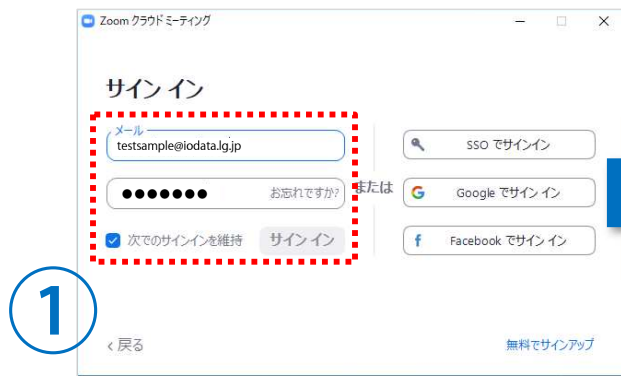 Zoom クラウド ミーティング
サイン イン
メール
testsample@iodata.lg.jp
●●●●●●● お忘れですか?
次でのサインインを維持 サイン イン
または
SSO でサインイン
Google でサイン イン
Facebook でサイン イン
1
‹ 戻る
無料でサインアップ